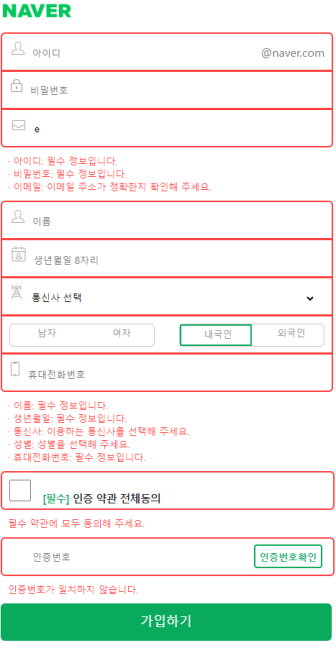 NAVER
아이디 @naver.com
비밀번호
e
· 아이디: 필수 정보입니다.
· 비밀번호: 필수 정보입니다.
· 이메일: 이메일 주소가 정확한지 확인해 주세요.
이름
생년월일 8자리
통신사 선택
남자 여자 내국인 외국인
휴대전화번호
· 이름: 필수 정보입니다.
· 생년월일: 필수 정보입니다.
· 통신사: 이용하는 통신사를 선택해 주세요.
· 성별: 성별을 선택해 주세요.
· 휴대전화번호: 필수 정보입니다.
[필수] 인증 약관 전체동의
필수 약관에 모두 동의해 주세요.
인증번호 인증번호확인
인증번호가 일치하지 않습니다.
가입하기